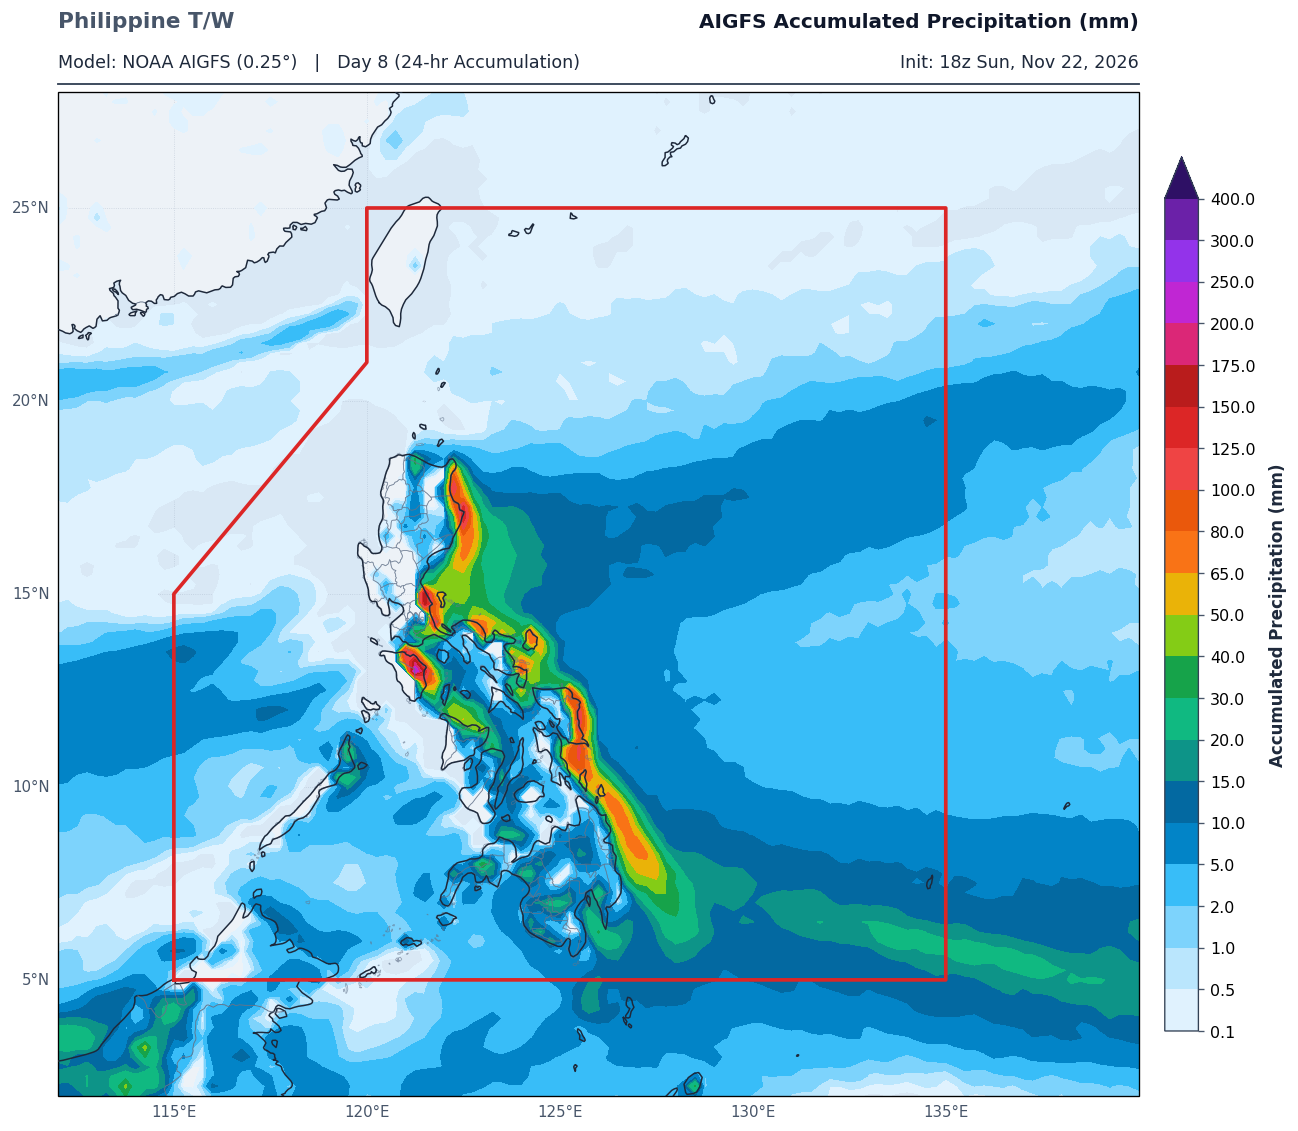 Philippine T/W
AIGFS Accumulated Precipitation (mm)
Model: NOAA AIGFS (0.25°) | Day 8 (24-hr Accumulation)
Init: 18z Sun, Nov 22, 2026
25°N
20°N
15°N
10°N
5°N
115°E
120°E
125°E
130°E
135°E
400.0
300.0
250.0
200.0
175.0
150.0
125.0
100.0
80.0
65.0
50.0
40.0
30.0
20.0
15.0
10.0
5.0
2.0
1.0
0.5
0.1
Accumulated Precipitation (mm)